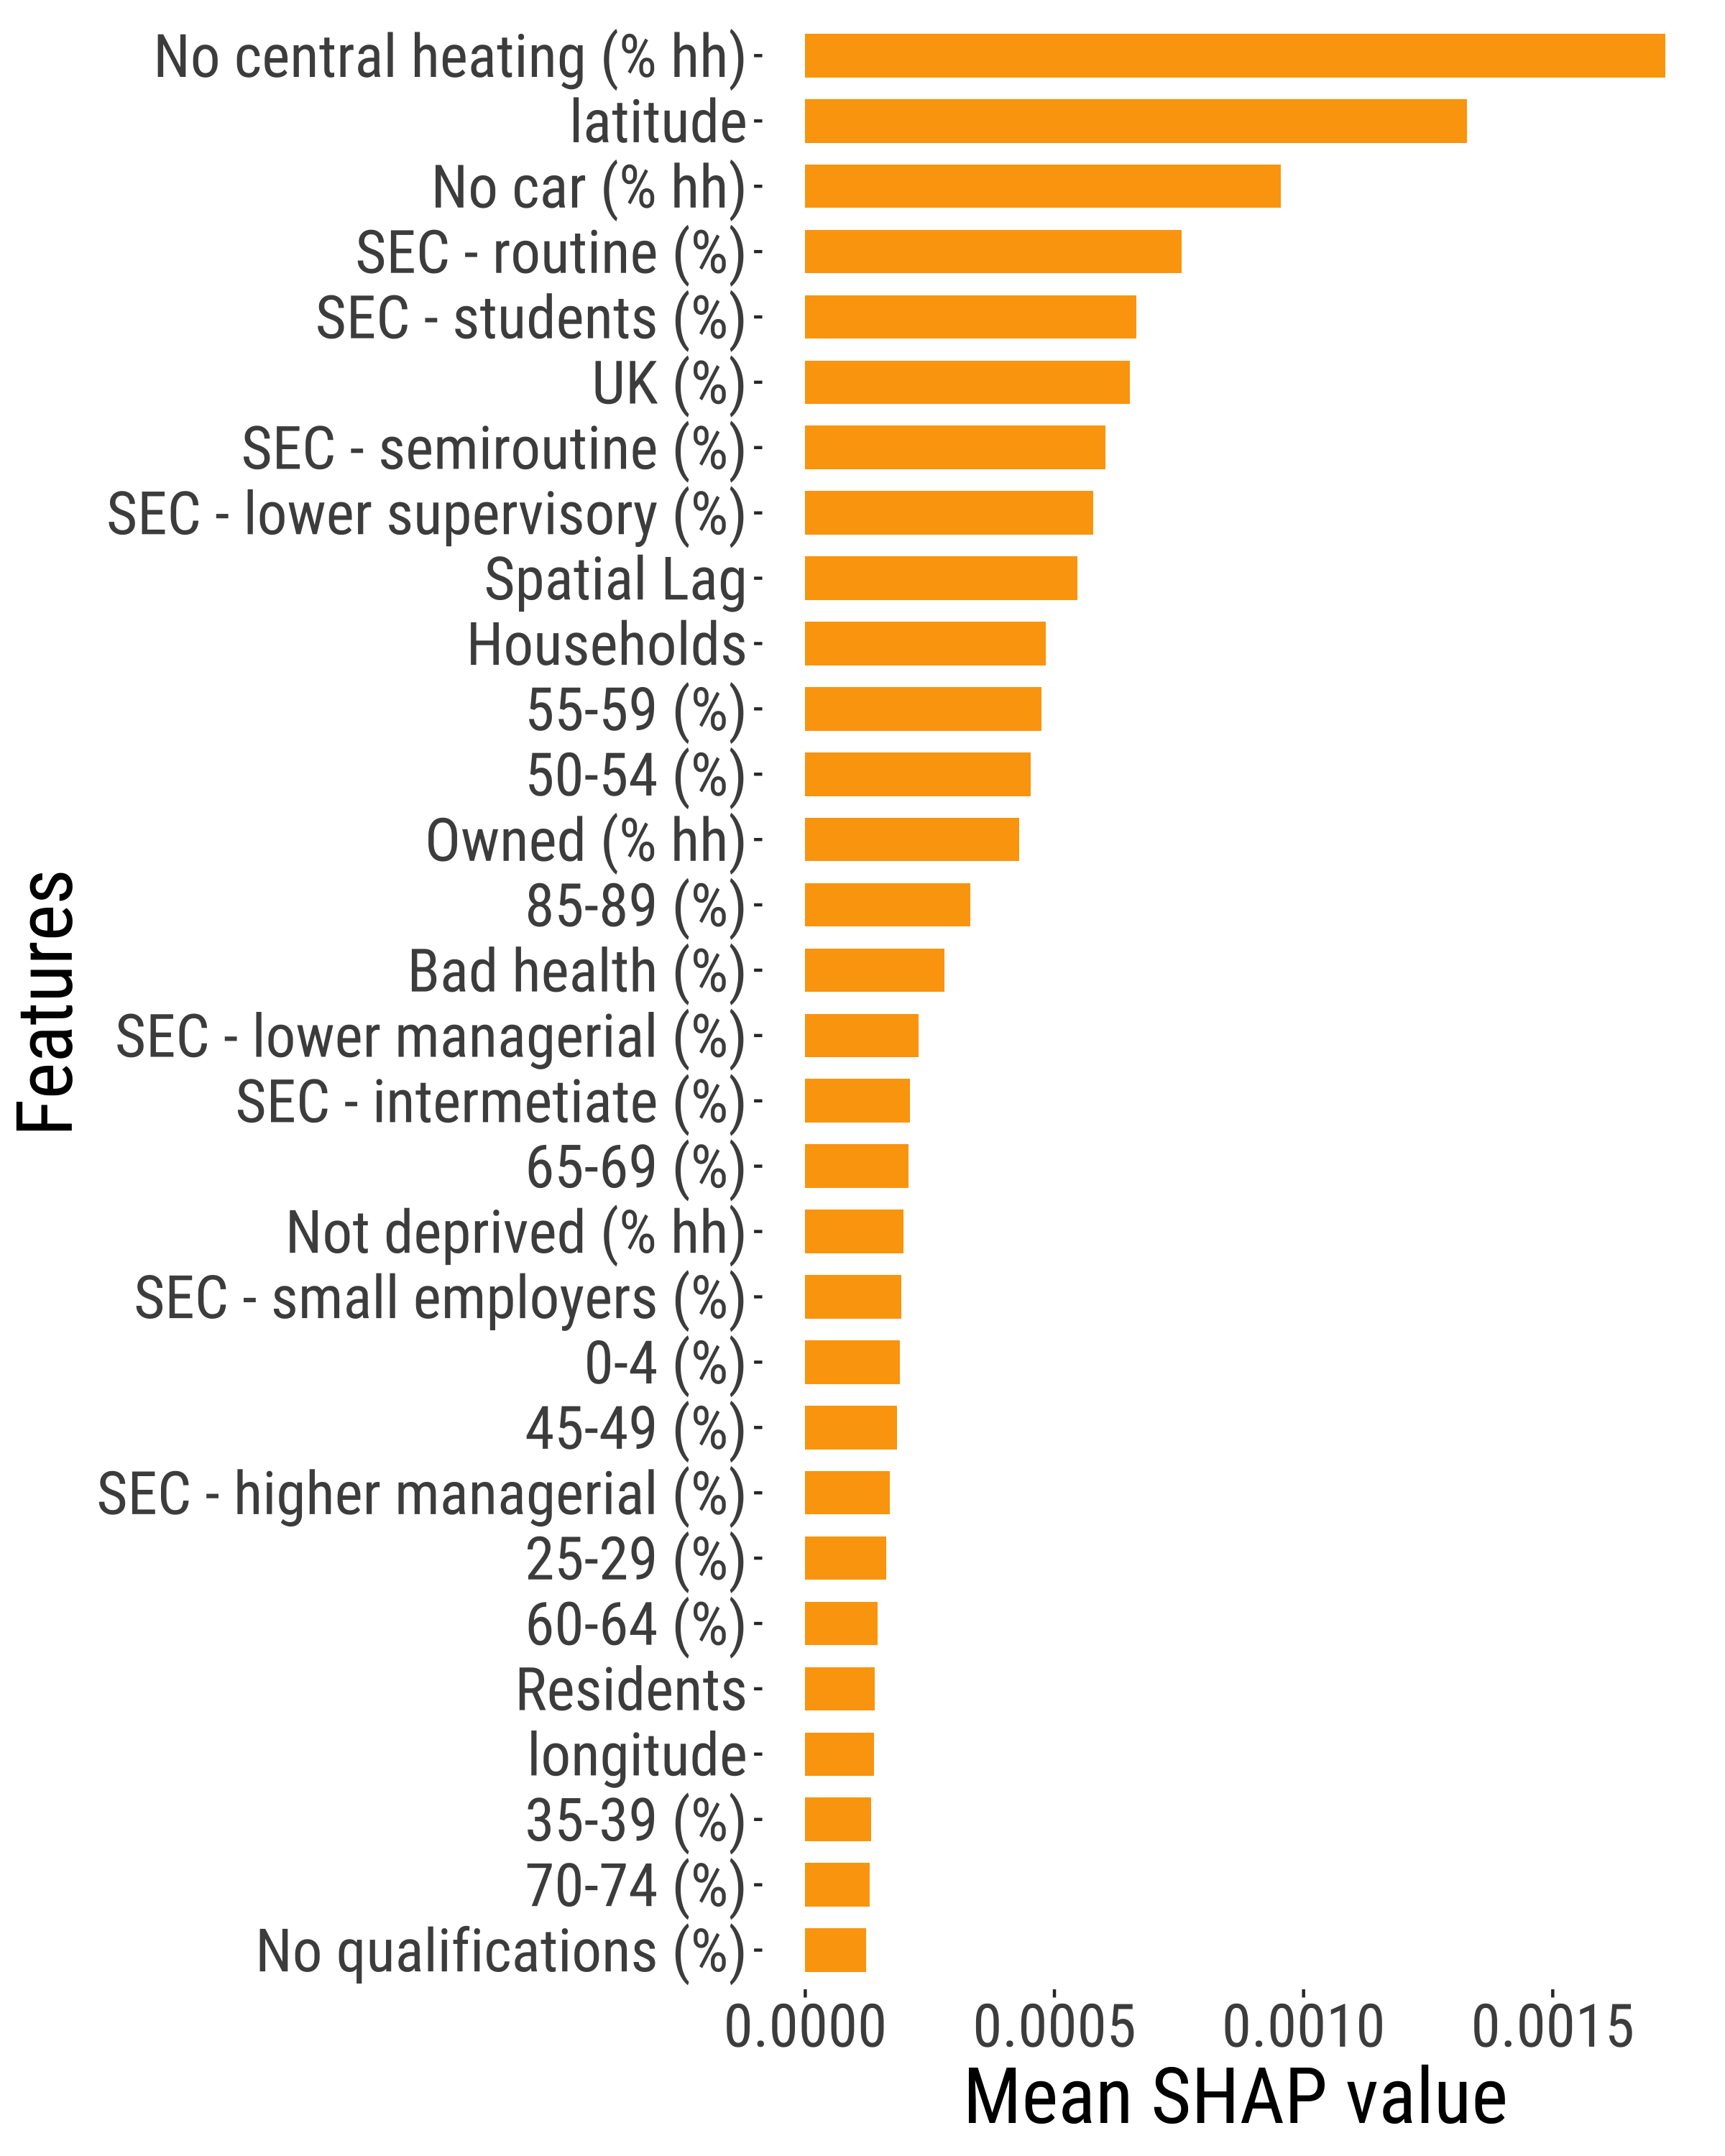 No central heating (% hh)
latitude
No car (% hh)
SEC - routine (%)
SEC - students (%)
UK (%)
SEC - semiroutine (%)
SEC - lower supervisory (%)
Spatial Lag
Households
55-59 (%)
50-54 (%)
Owned (% hh)
85-89 (%)
Bad health (%)
SEC - lower managerial (%)
SEC - intermetiate (%)
65-69 (%)
Not deprived (% hh)
SEC - small employers (%)
0-4 (%)
45-49 (%)
SEC - higher managerial (%)
25-29 (%)
60-64 (%)
Residents
longitude
35-39 (%)
70-74 (%)
No qualifications (%)
Features
0.0000 0.0005 0.0010 0.0015
Mean SHAP value